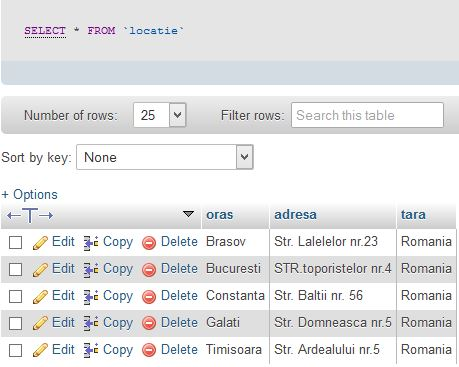 SELECT * FROM `locatie`
Number of rows: 25 Filter rows: Search this table
Sort by key: None
+ Options
oras adresa tara
Edit Copy Delete Brasov Str. Lalelelor nr.23 Romania
Edit Copy Delete Bucuresti STR.toporistelor nr.4 Romania
Edit Copy Delete Constanta Str. Baltii nr. 56 Romania
Edit Copy Delete Galati Str. Domneasca nr.5 Romania
Edit Copy Delete Timisoara Str. Ardealului nr.5 Romania